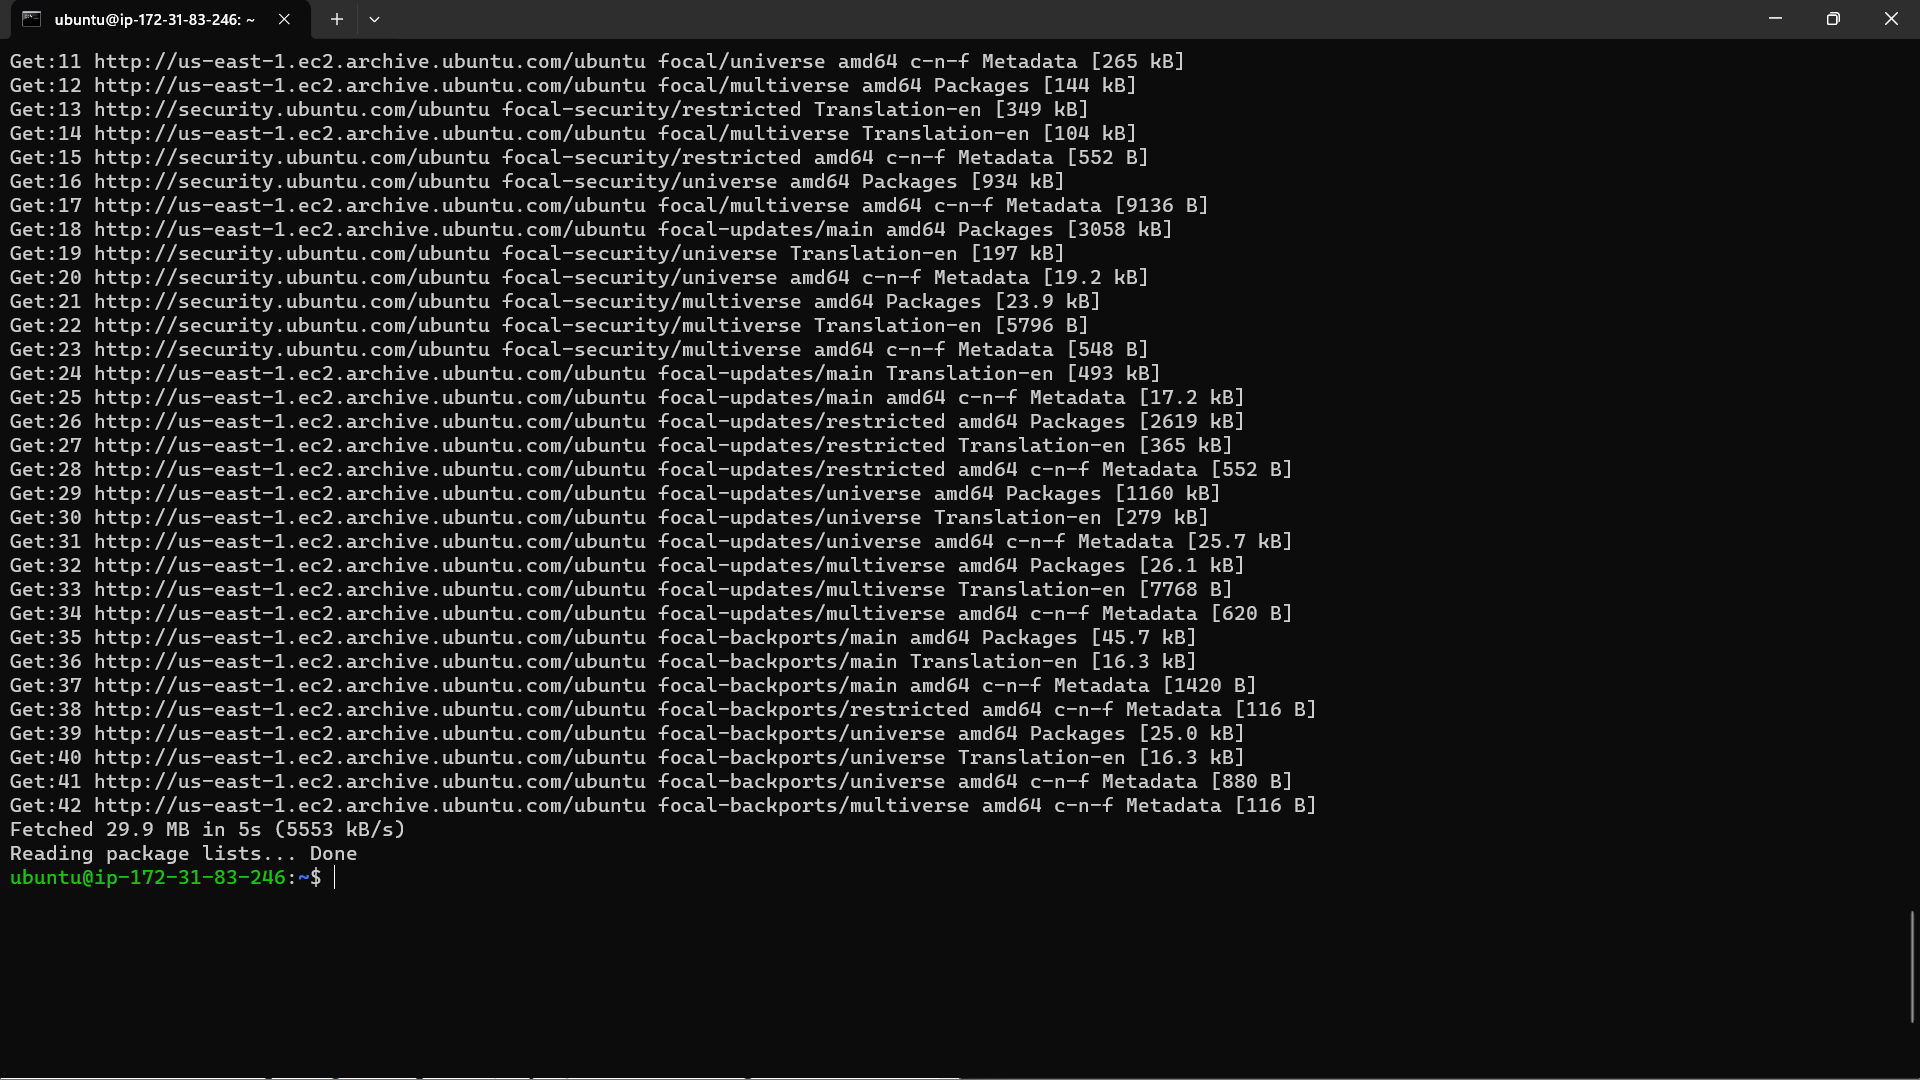 ubuntu@ip-172-31-83-246: ~
Get:11 http://us-east-1.ec2.archive.ubuntu.com/ubuntu focal/universe amd64 c-n-f Metadata [265 kB]
Get:12 http://us-east-1.ec2.archive.ubuntu.com/ubuntu focal/multiverse amd64 Packages [144 kB]
Get:13 http://security.ubuntu.com/ubuntu focal-security/restricted Translation-en [349 kB]
Get:14 http://us-east-1.ec2.archive.ubuntu.com/ubuntu focal/multiverse Translation-en [104 kB]
Get:15 http://security.ubuntu.com/ubuntu focal-security/restricted amd64 c-n-f Metadata [552 B]
Get:16 http://security.ubuntu.com/ubuntu focal-security/universe amd64 Packages [934 kB]
Get:17 http://us-east-1.ec2.archive.ubuntu.com/ubuntu focal/multiverse amd64 c-n-f Metadata [9136 B]
Get:18 http://us-east-1.ec2.archive.ubuntu.com/ubuntu focal-updates/main amd64 Packages [3058 kB]
Get:19 http://security.ubuntu.com/ubuntu focal-security/universe Translation-en [197 kB]
Get:20 http://security.ubuntu.com/ubuntu focal-security/universe amd64 c-n-f Metadata [19.2 kB]
Get:21 http://security.ubuntu.com/ubuntu focal-security/multiverse amd64 Packages [23.9 kB]
Get:22 http://security.ubuntu.com/ubuntu focal-security/multiverse Translation-en [5796 B]
Get:23 http://security.ubuntu.com/ubuntu focal-security/multiverse amd64 c-n-f Metadata [548 B]
Get:24 http://us-east-1.ec2.archive.ubuntu.com/ubuntu focal-updates/main Translation-en [493 kB]
Get:25 http://us-east-1.ec2.archive.ubuntu.com/ubuntu focal-updates/main amd64 c-n-f Metadata [17.2 kB]
Get:26 http://us-east-1.ec2.archive.ubuntu.com/ubuntu focal-updates/restricted amd64 Packages [2619 kB]
Get:27 http://us-east-1.ec2.archive.ubuntu.com/ubuntu focal-updates/restricted Translation-en [365 kB]
Get:28 http://us-east-1.ec2.archive.ubuntu.com/ubuntu focal-updates/restricted amd64 c-n-f Metadata [552 B]
Get:29 http://us-east-1.ec2.archive.ubuntu.com/ubuntu focal-updates/universe amd64 Packages [1160 kB]
Get:30 http://us-east-1.ec2.archive.ubuntu.com/ubuntu focal-updates/universe Translation-en [279 kB]
Get:31 http://us-east-1.ec2.archive.ubuntu.com/ubuntu focal-updates/universe amd64 c-n-f Metadata [25.7 kB]
Get:32 http://us-east-1.ec2.archive.ubuntu.com/ubuntu focal-updates/multiverse amd64 Packages [26.1 kB]
Get:33 http://us-east-1.ec2.archive.ubuntu.com/ubuntu focal-updates/multiverse Translation-en [7768 B]
Get:34 http://us-east-1.ec2.archive.ubuntu.com/ubuntu focal-updates/multiverse amd64 c-n-f Metadata [620 B]
Get:35 http://us-east-1.ec2.archive.ubuntu.com/ubuntu focal-backports/main amd64 Packages [45.7 kB]
Get:36 http://us-east-1.ec2.archive.ubuntu.com/ubuntu focal-backports/main Translation-en [16.3 kB]
Get:37 http://us-east-1.ec2.archive.ubuntu.com/ubuntu focal-backports/main amd64 c-n-f Metadata [1420 B]
Get:38 http://us-east-1.ec2.archive.ubuntu.com/ubuntu focal-backports/restricted amd64 c-n-f Metadata [116 B]
Get:39 http://us-east-1.ec2.archive.ubuntu.com/ubuntu focal-backports/universe amd64 Packages [25.0 kB]
Get:40 http://us-east-1.ec2.archive.ubuntu.com/ubuntu focal-backports/universe Translation-en [16.3 kB]
Get:41 http://us-east-1.ec2.archive.ubuntu.com/ubuntu focal-backports/universe amd64 c-n-f Metadata [880 B]
Get:42 http://us-east-1.ec2.archive.ubuntu.com/ubuntu focal-backports/multiverse amd64 c-n-f Metadata [116 B]
Fetched 29.9 MB in 5s (5553 kB/s)
Reading package lists... Done
ubuntu@ip-172-31-83-246:~$